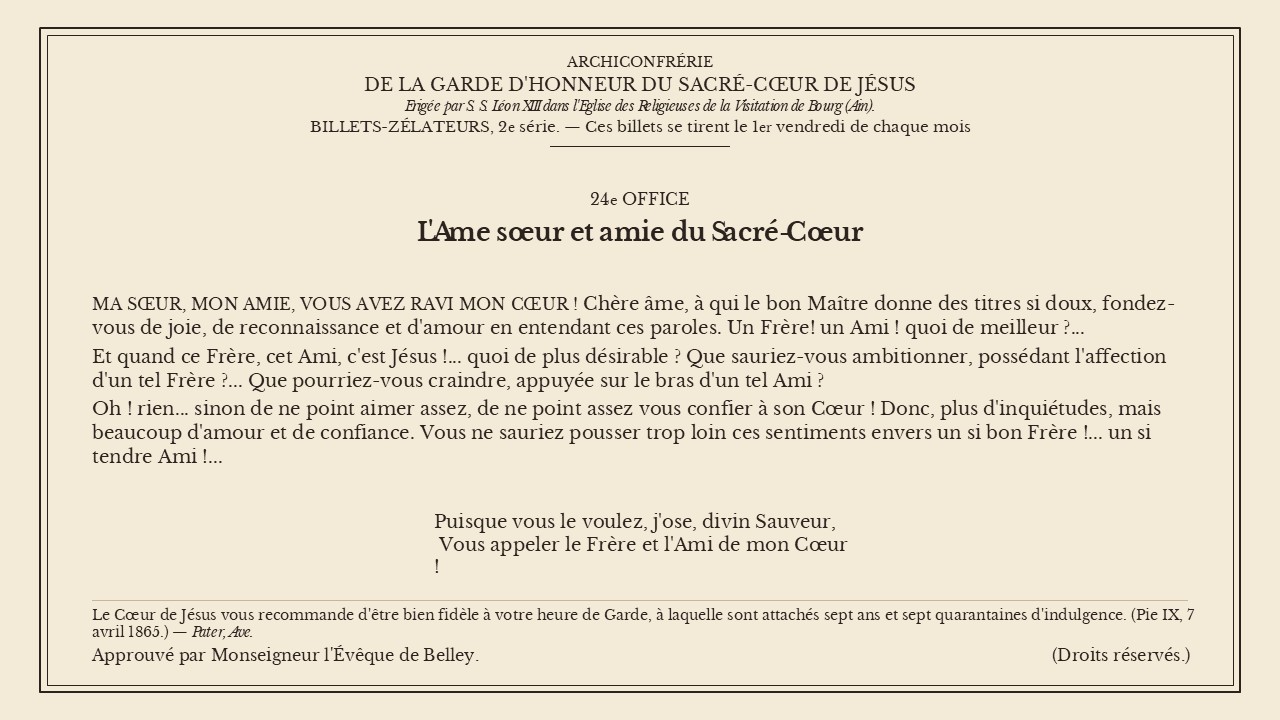 ARCHICONFRÉRIE
DE LA GARDE D'HONNEUR DU SACRÉ-CŒUR DE JÉSUS
Erigée par S. S. Léon XIII dans l'Eglise des Religieuses de la Visitation de Bourg (Ain).
BILLETS-ZÉLATEURS, 2e série. — Ces billets se tirent le 1er vendredi de chaque mois
24e OFFICE
L'Ame sœur et amie du Sacré-Cœur
MA SŒUR, MON AMIE, VOUS AVEZ RAVI MON CŒUR ! Chère âme, à qui le bon Maître donne des titres si doux, fondez-
vous de joie, de reconnaissance et d'amour en entendant ces paroles. Un Frère! un Ami ! quoi de meilleur ?...
Et quand ce Frère, cet Ami, c'est Jésus !... quoi de plus désirable ? Que sauriez-vous ambitionner, possédant l'affection
d'un tel Frère ?... Que pourriez-vous craindre, appuyée sur le bras d'un tel Ami ?
Oh ! rien... sinon de ne point aimer assez, de ne point assez vous confier à son Cœur ! Donc, plus d'inquiétudes, mais
beaucoup d'amour et de confiance. Vous ne sauriez pousser trop loin ces sentiments envers un si bon Frère !... un si
tendre Ami !...
Puisque vous le voulez, j'ose, divin Sauveur,
Vous appeler le Frère et l'Ami de mon Cœur
!
Le Cœur de Jésus vous recommande d'être bien fidèle à votre heure de Garde, à laquelle sont attachés sept ans et sept quarantaines d'indulgence. (Pie IX, 7
avril 1865.) — Pater, Ave.
Approuvé par Monseigneur l'Évêque de Belley. (Droits réservés.)